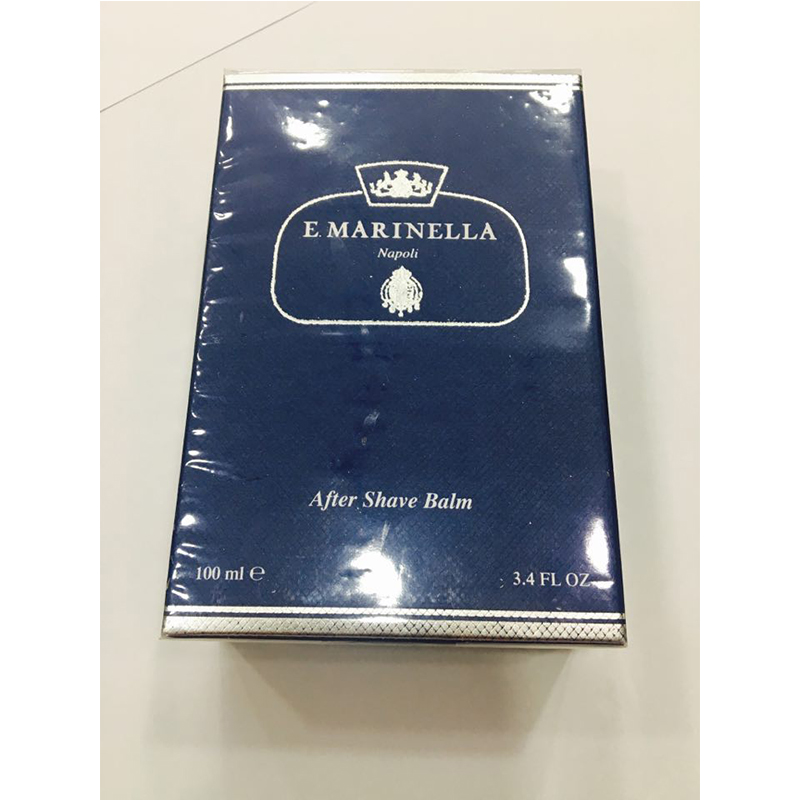 E. MARINELLA
Napoli
After Shave Balm
100 ml ℮
3.4 FL OZ